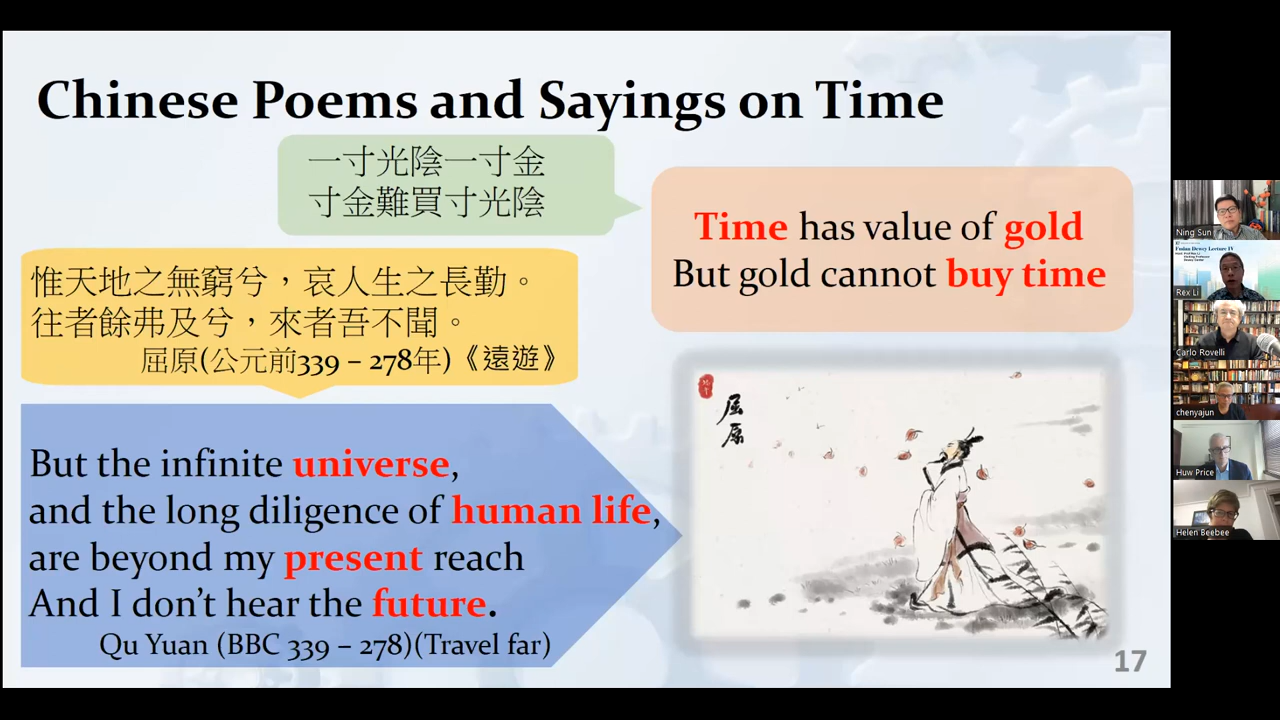 Chinese Poems and Sayings on Time
一寸光陰一寸金
寸金難買寸光陰
Time has value of gold
But gold cannot buy time
惟天地之無窮兮，哀人生之長勤。
往者餘弗及兮，來者吾不聞。
屈原(公元前339 – 278年)《遠遊》
But the infinite universe,
and the long diligence of human life,
are beyond my present reach
And I don't hear the future.
Qu Yuan (BBC 339 – 278)(Travel far)
屈原
17
Ning Sun
Fudan Dewey Lecture IV
Rex Li
Carlo Rovelli
chenyajun
Huw Price
Helen Beebee